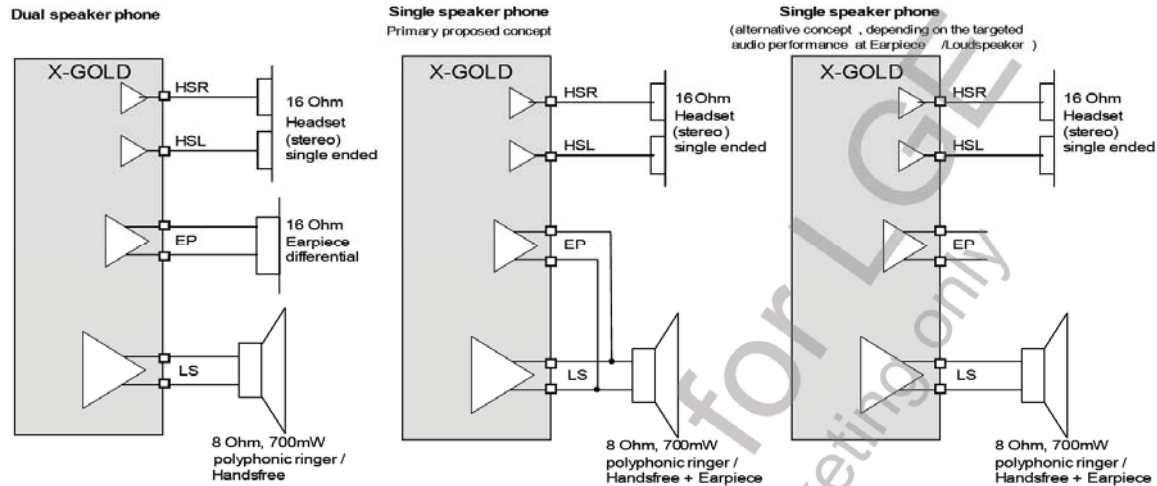 Dual speaker phone
X-GOLD
HSR
16 Ohm
Headset
(stereo)
single ended
HSL
EP
16 Ohm
Earpiece
differential
LS
8 Ohm, 700mW
polyphonic ringer /
Handsfree
Single speaker phone
Primary proposed concept
X-GOLD
HSR
16 Ohm
Headset
(stereo)
single ended
HSL
EP
LS
8 Ohm, 700mW
polyphonic ringer /
Handsfree + Earpiece
Single speaker phone
(alternative concept , depending on the targeted
audio performance at Earpiece /Loudspeaker )
X-GOLD
HSR
16 Ohm
Headset
(stereo)
single ended
HSL
EP
LS
8 Ohm, 700mW
polyphonic ringer /
Handsfree + Earpiece
for LGE
only